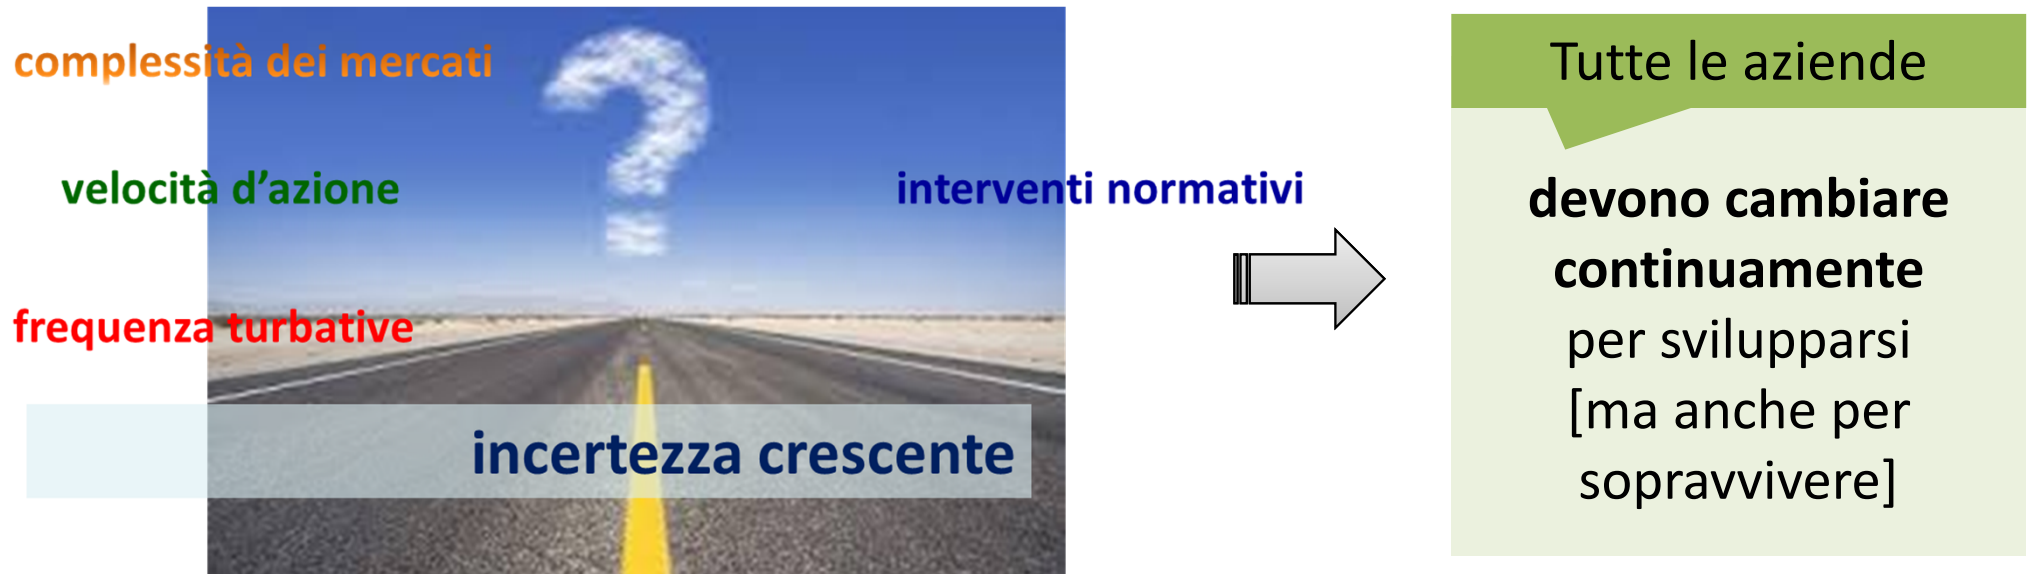 complessità dei mercati
velocità d’azione
interventi normativi
frequenza turbative
incertezza crescente
Tutte le aziende
devono cambiare
continuamente
per svilupparsi
[ma anche per
sopravvivere]